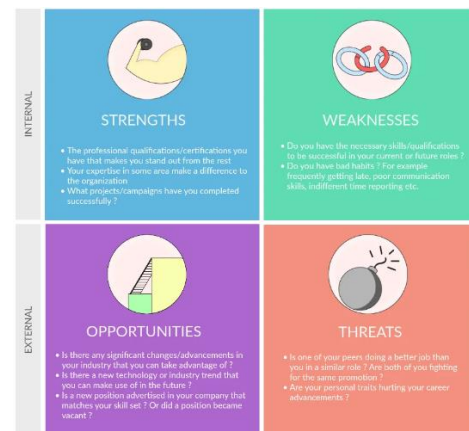 INTERNAL
STRENGTHS
• The professional qualifications/certifications you
have that makes you stand out from the rest
• Your expertise in some area make a difference to
the organization
• What projects/campaigns have you completed
successfully ?
WEAKNESSES
• Do you have the necessary skills/qualifications
to be successful in your current or future roles ?
• Do you have bad habits ? For example
frequently getting late, poor communication
skills, indifferent time reporting etc.
EXTERNAL
OPPORTUNITIES
• Is there any significant changes/advancements in
your industry that you can take advantage of ?
• Is there a new technology or industry trend that
you can make use of in the future ?
• Is a new position advertised in your company that
matches your skill set ? Or did a position became
vacant ?
THREATS
• Is one of your peers doing a better job than
you in a similar role ? Are both of you fighting
for the same promotion ?
• Are your personal traits hurting your career
advancements ?